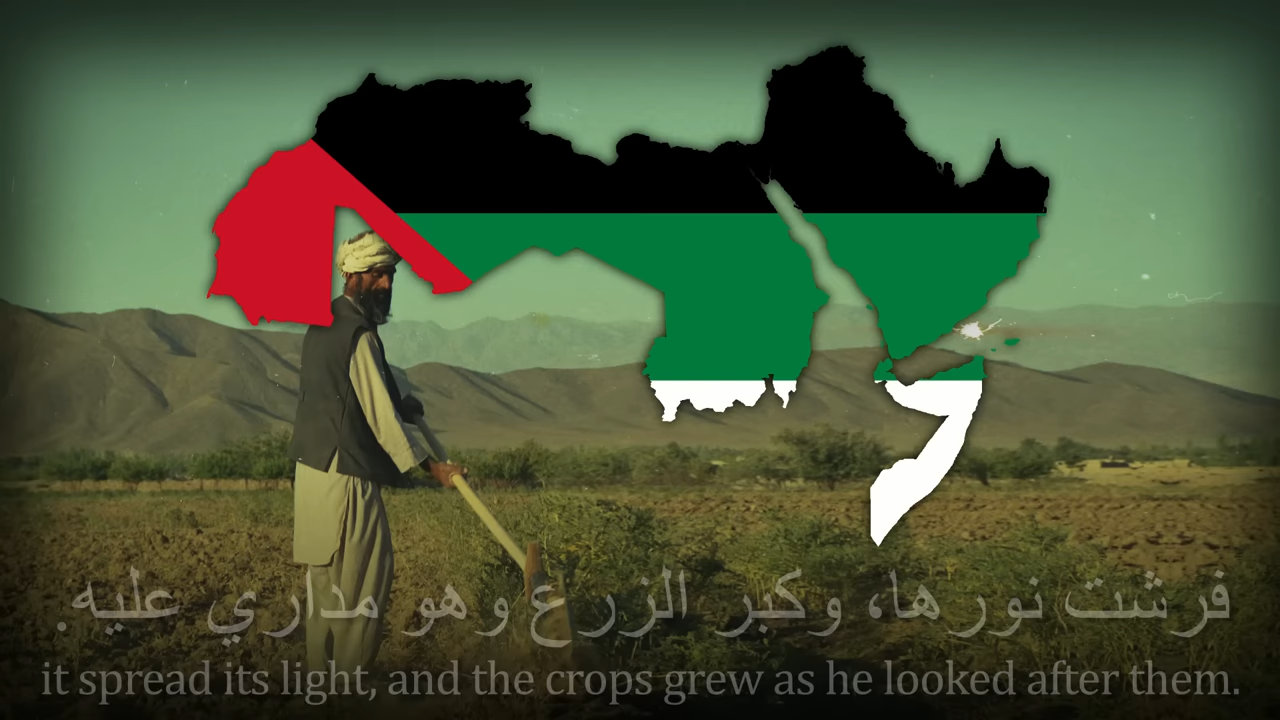 فرشت نورها، وكبر الزرع وهو مداري عليه.
it spread its light, and the crops grew as he looked after them.